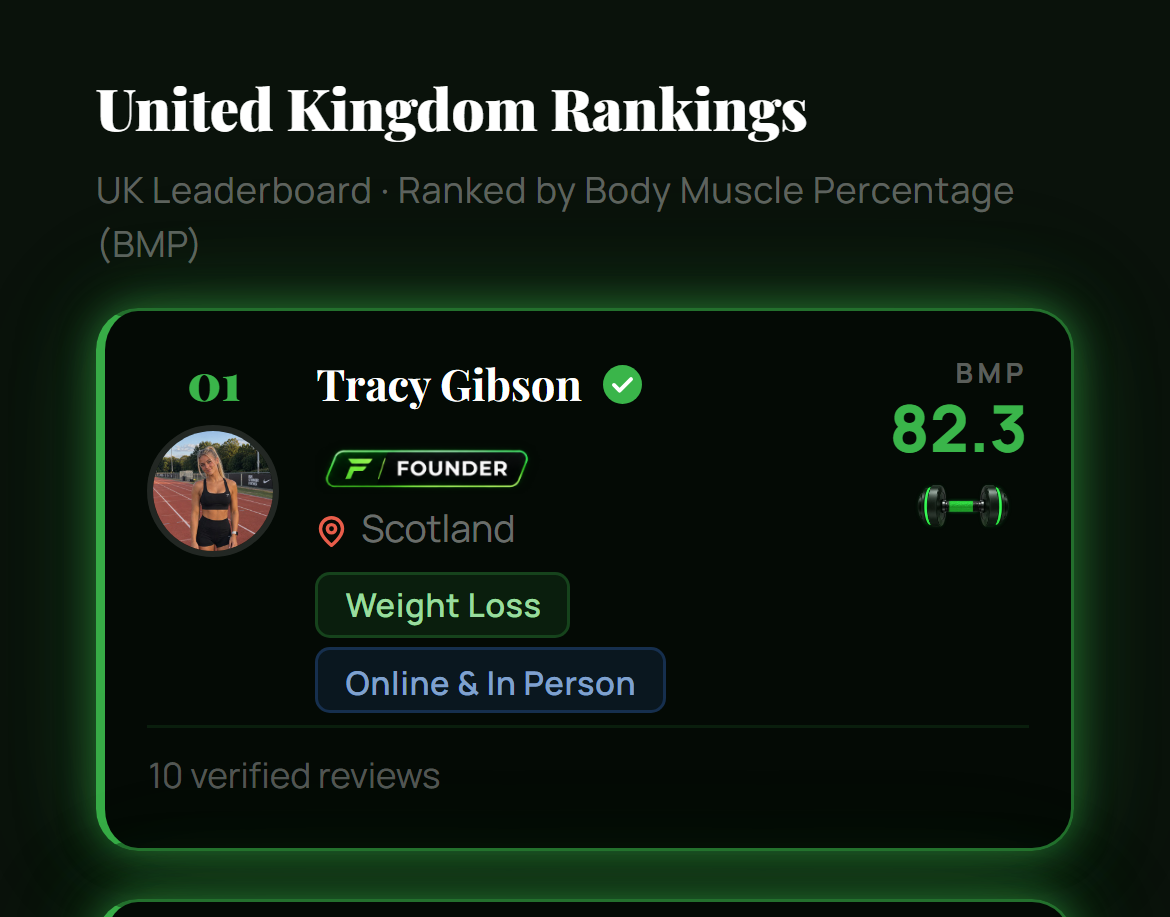 United Kingdom Rankings
UK Leaderboard · Ranked by Body Muscle Percentage
(BMP)
01
Tracy Gibson
BMP
82.3
F / FOUNDER
Scotland
Weight Loss
Online & In Person
10 verified reviews